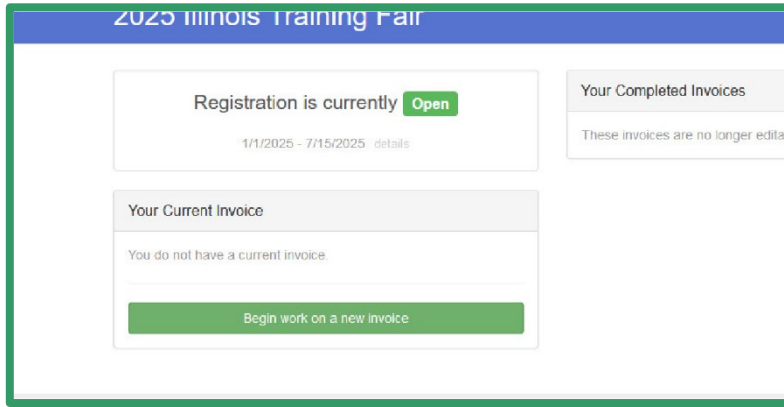 2025 Illinois Training Fair
Registration is currently Open
1/1/2025 - 7/15/2025 details
Your Current Invoice
You do not have a current invoice.
Begin work on a new invoice
Your Completed Invoices
These invoices are no longer edita